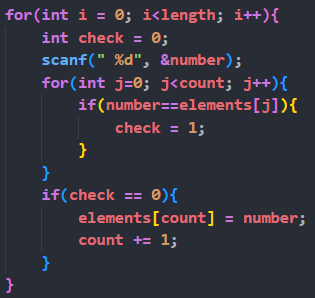 for(int i = 0; i<length; i++){
    int check = 0;
    scanf(" %d", &number);
    for(int j=0; j<count; j++){
        if(number==elements[j]){
            check = 1;
        }
    }
    if(check == 0){
        elements[count] = number;
        count += 1;
    }
}